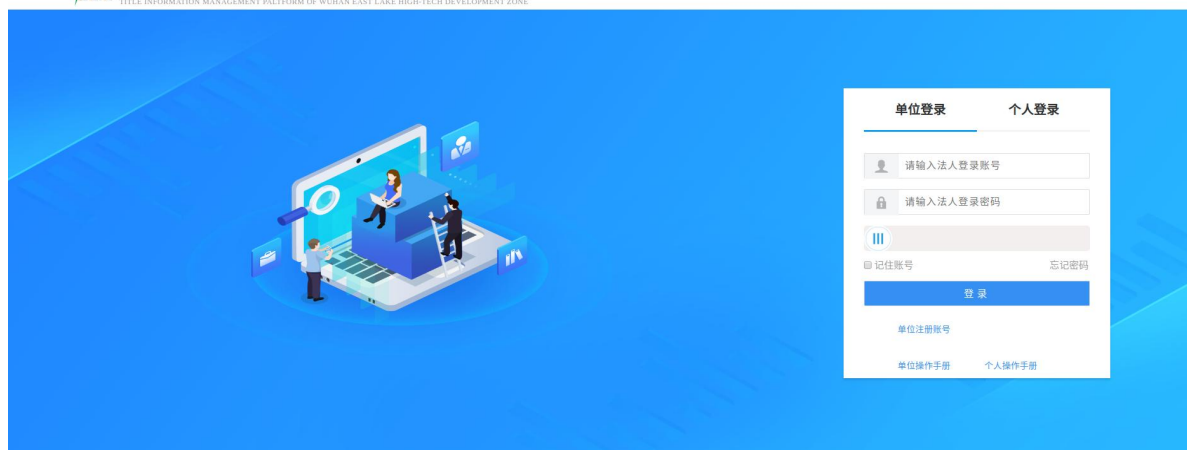 TITLE INFORMATION MANAGEMENT PALTFORM OF WUHAN EAST LAKE HIGH-TECH DEVELOPMENT ZONE
单位登录 个人登录
请输入法人登录账号
请输入法人登录密码
记住账号 忘记密码
登 录
单位注册账号
单位操作手册 个人操作手册